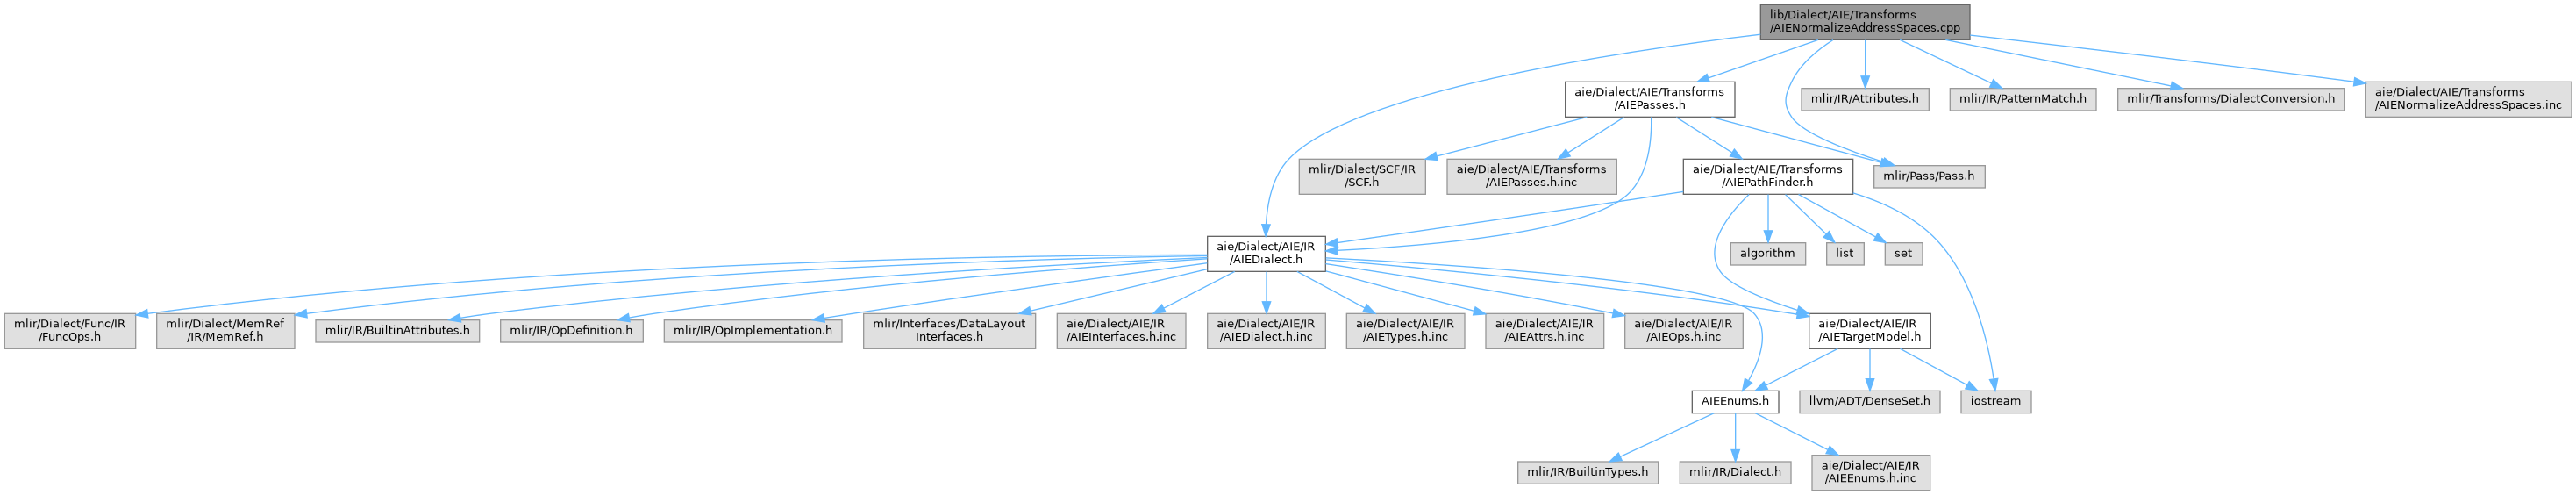 lib/Dialect/AIE/Transforms
/AIENormalizeAddressSpaces.cpp
aie/Dialect/AIE/Transforms
/AIEPasses.h
mlir/IR/Attributes.h
mlir/IR/PatternMatch.h
mlir/Transforms/DialectConversion.h
aie/Dialect/AIE/Transforms
/AIENormalizeAddressSpaces.inc
mlir/Dialect/SCF/IR
/SCF.h
aie/Dialect/AIE/Transforms
/AIEPasses.h.inc
aie/Dialect/AIE/Transforms
/AIEPathFinder.h
mlir/Pass/Pass.h
aie/Dialect/AIE/IR
/AIEDialect.h
algorithm
list
set
mlir/Dialect/Func/IR
/FuncOps.h
mlir/Dialect/MemRef
/IR/MemRef.h
mlir/IR/BuiltinAttributes.h
mlir/IR/OpDefinition.h
mlir/IR/OpImplementation.h
mlir/Interfaces/DataLayout
Interfaces.h
aie/Dialect/AIE/IR
/AIEInterfaces.h.inc
aie/Dialect/AIE/IR
/AIEDialect.h.inc
aie/Dialect/AIE/IR
/AIETypes.h.inc
aie/Dialect/AIE/IR
/AIEAttrs.h.inc
aie/Dialect/AIE/IR
/AIEOps.h.inc
aie/Dialect/AIE/IR
/AIETargetModel.h
AIEEnums.h
llvm/ADT/DenseSet.h
iostream
mlir/IR/BuiltinTypes.h
mlir/IR/Dialect.h
aie/Dialect/AIE/IR
/AIEEnums.h.inc